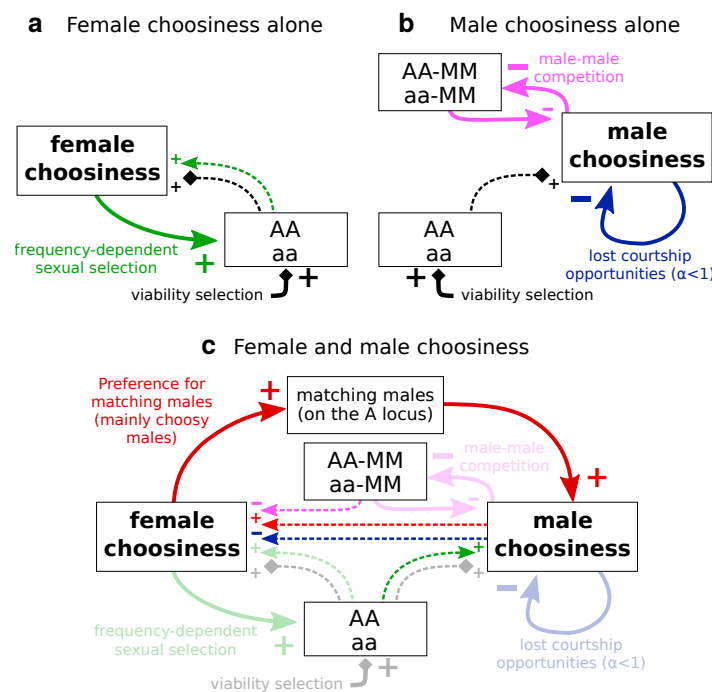 a Female choosiness alone
female
choosiness
+
+
frequency-dependent
sexual selection
+
AA
aa
+
viability selection
b Male choosiness alone
AA-MM
aa-MM
−
male-male
competition
-
male
choosiness
+
−
lost courtship
opportunities (α<1)
AA
aa
+
viability selection
c Female and male choosiness
Preference for
matching males
(mainly choosy
males)
+
matching males
(on the A locus)
+
AA-MM
aa-MM
−
male-male
competition
-
female
choosiness
-
+
-
+
+
male
choosiness
+
+
frequency-dependent
sexual selection
+
AA
aa
+
viability selection
−
lost courtship
opportunities (α<1)